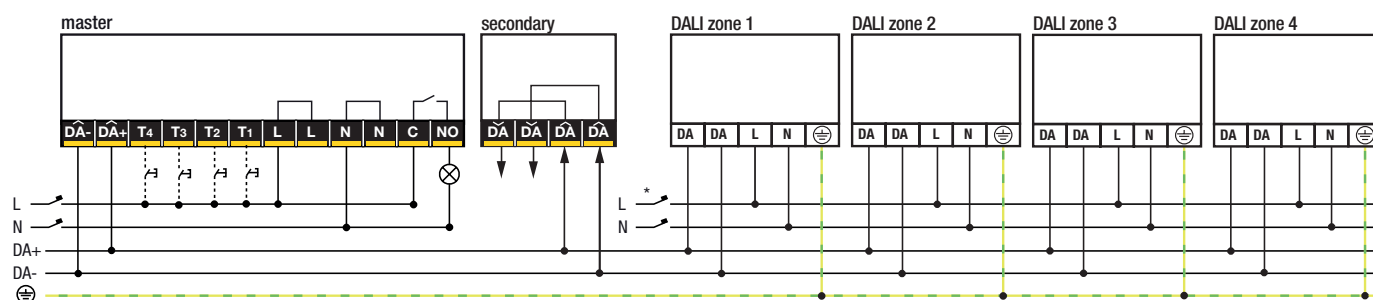 master
secondary
DALI zone 1
DALI zone 2
DALI zone 3
DALI zone 4
DA- DA+ T4 T3 T2 T1 L L N N C NO
DA DA DA DA
DA DA L N
DA DA L N
DA DA L N
DA DA L N
L
N
DA+
DA-
L *
N